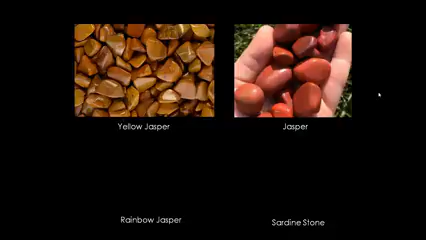 Yellow Jasper
Jasper
Rainbow Jasper
Sardine Stone